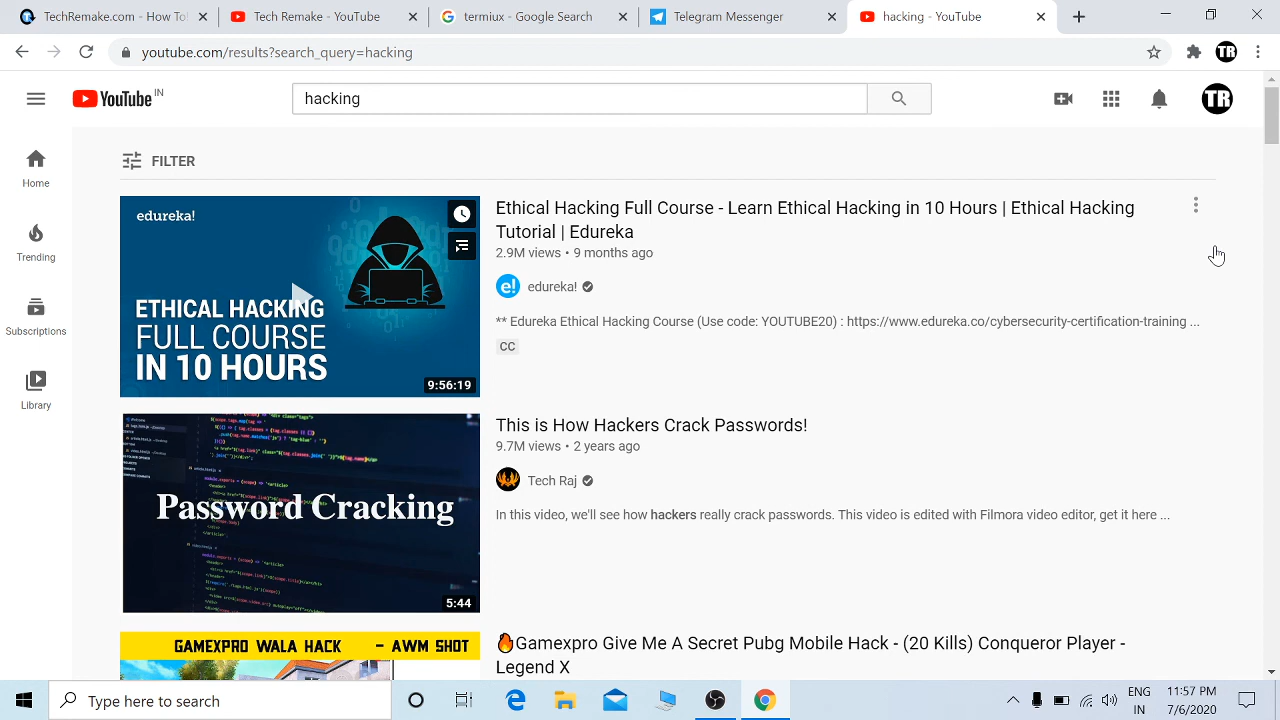 Tech
YouTube
termiux - Google
Telegram Messenger
hacking - YouTube
youtube.com/results?search_query=hacking
TR
YouTube IN
hacking
TR
FILTER
Home
Trending
Subscriptions
Library
edureka!
ETHICAL HACKING
FULL COURSE
IN 10 HOURS
9:56:19
Ethical Hacking Full Course - Learn Ethical Hacking in 10 Hours | Ethical Hacking
Tutorial | Edureka
2.9M views • 9 months ago
e! edureka!
** Edureka Ethical Hacking Course (Use code: YOUTUBE20) : https://www.edureka.co/cybersecurity-certification-training ...
CC
Password Cracking
5:44
This is How Hackers Crack Passwords!
9.7M views • 2 years ago
Tech Raj
In this video, we'll see how hackers really crack passwords. This video is edited with Filmora video editor, get it here ...
GAMEXPRO WALA HACK - AWM SHOT
🔥Gamexpro Give Me A Secret Pubg Mobile Hack - (20 Kills) Conqueror Player -
Legend X
Type here to search
ENG
IN
11:57 PM
7/6/2020